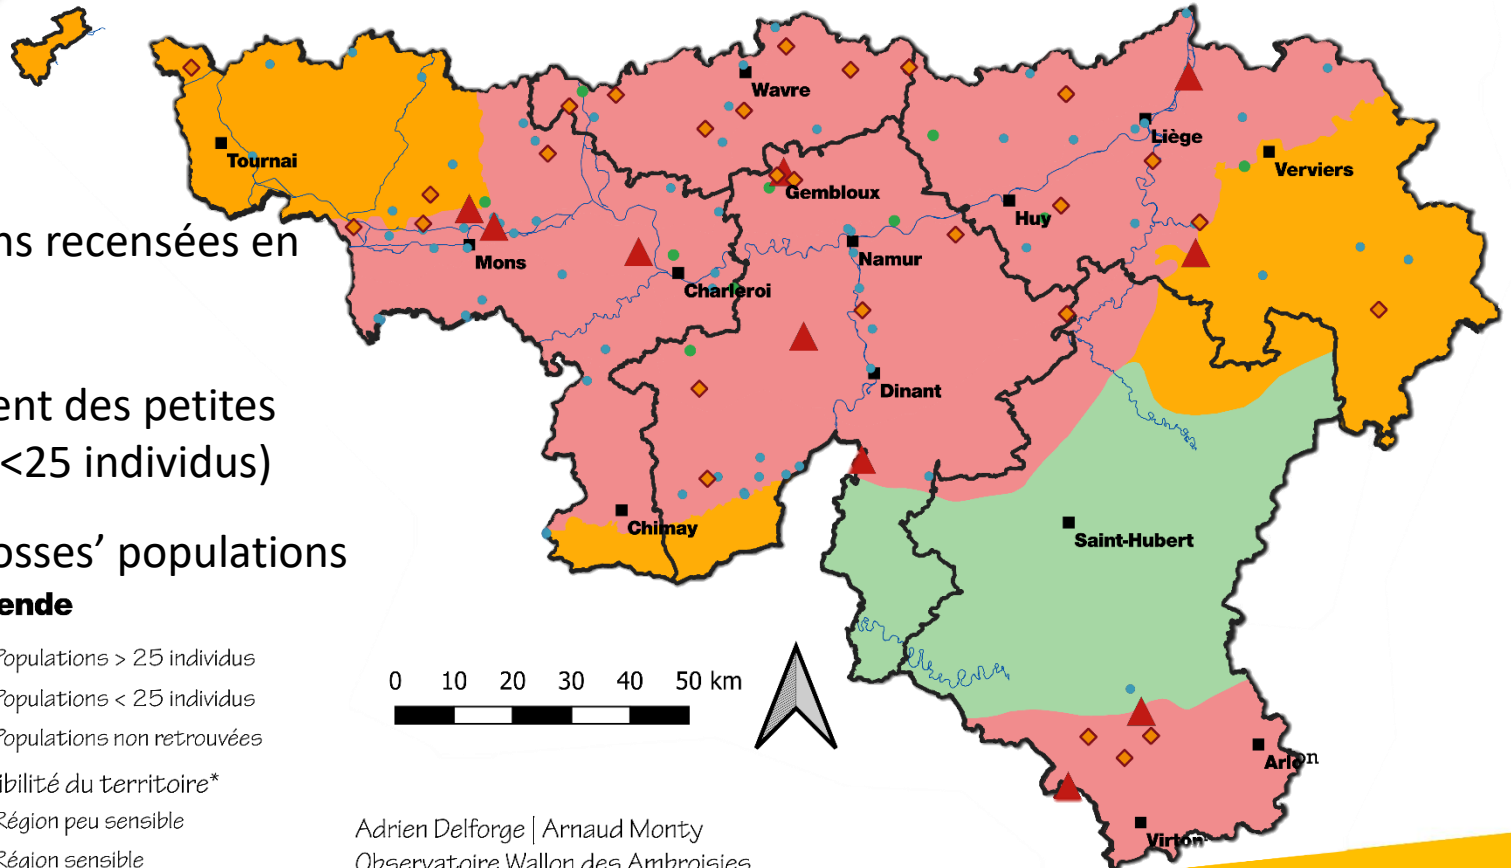 Wavre
Liège
Tournai
Verviers
Gembloux
Huy
ns recensées en
Mons
Namur
Charleroi
ent des petites
Dinant
<25 individus)
Chimay
Saint-Hubert
osses’ populations
ende
Populations > 25 individus
0 10 20 30 40 50 km
Populations < 25 individus
Populations non retrouvées
Arlon
ibilité du territoire*
Région peu sensible
Adrien Delforge | Arnaud Monty
Virton
Région sensible
Observatoire Wallon des Ambroisies